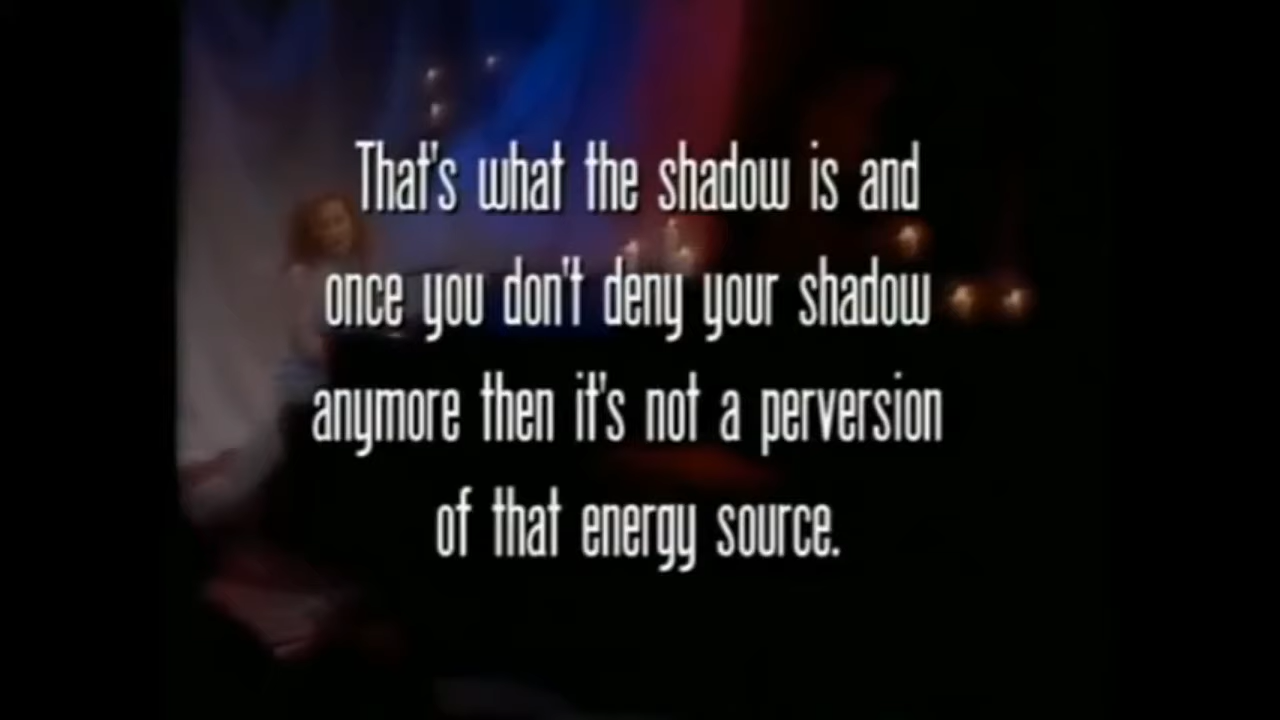 That's what the shadow is and
once you don't deny your shadow
anymore then it's not a perversion
of that energy source.